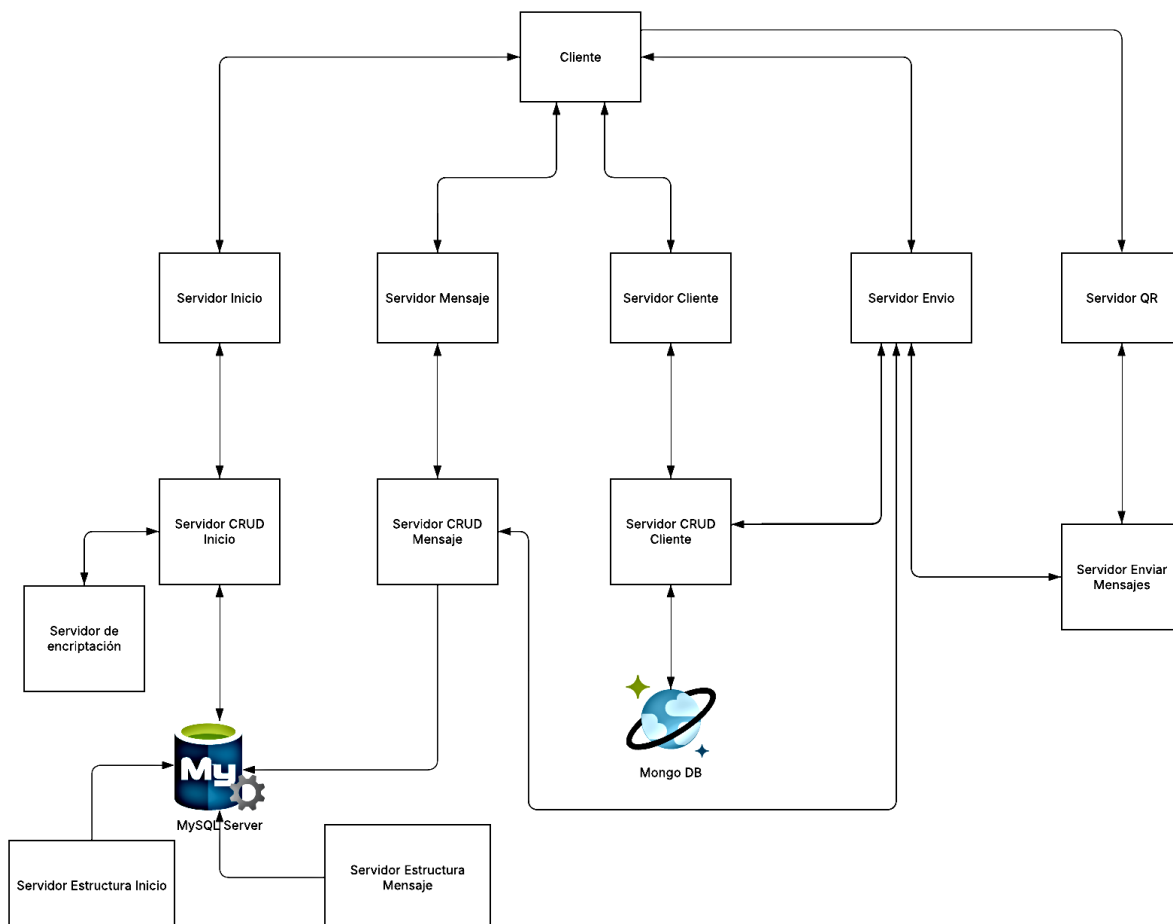 Cliente
Servidor Inicio
Servidor Mensaje
Servidor Cliente
Servidor Envio
Servidor QR
Servidor CRUD
Inicio
Servidor CRUD
Mensaje
Servidor CRUD
Cliente
Servidor Enviar
Mensajes
Servidor de
encriptación
My
MySQL Server
Mongo DB
Servidor Estructura Inicio
Servidor Estructura
Mensaje